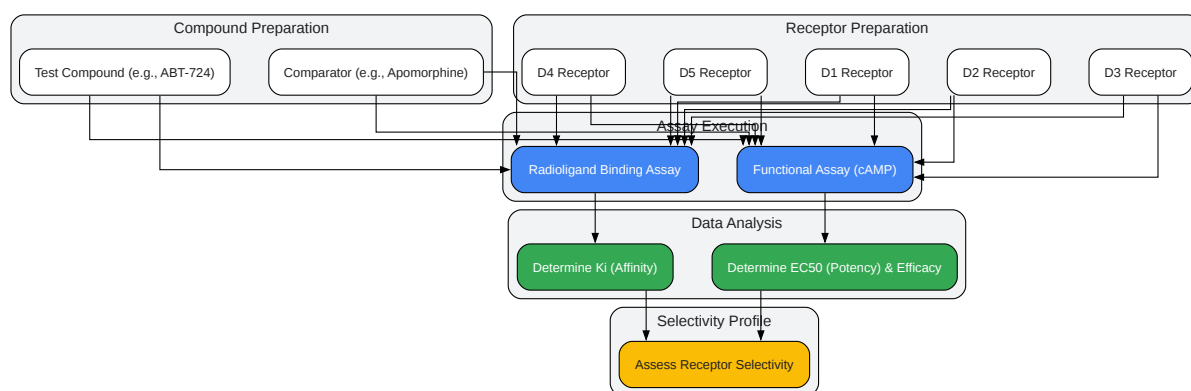 Compound Preparation
Receptor Preparation
Test Compound (e.g., ABT-724)
Comparator (e.g., Apomorphine)
D4 Receptor
D5 Receptor
D1 Receptor
D2 Receptor
D3 Receptor
Assay Execution
Radioligand Binding Assay
Functional Assay (cAMP)
Data Analysis
Determine Ki (Affinity)
Determine EC50 (Potency) & Efficacy
Selectivity Profile
Assess Receptor Selectivity